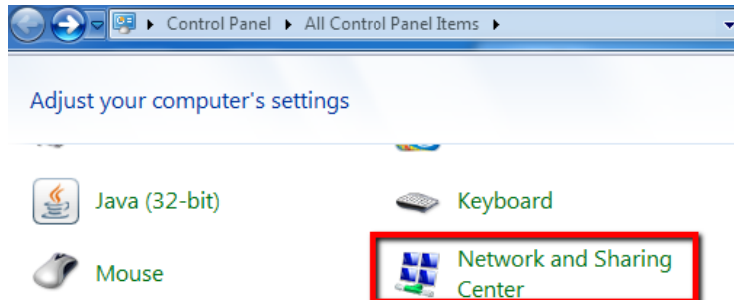 Control Panel All Control Panel Items
Adjust your computer's settings
Java (32-bit) Keyboard
Mouse Network and Sharing
Center